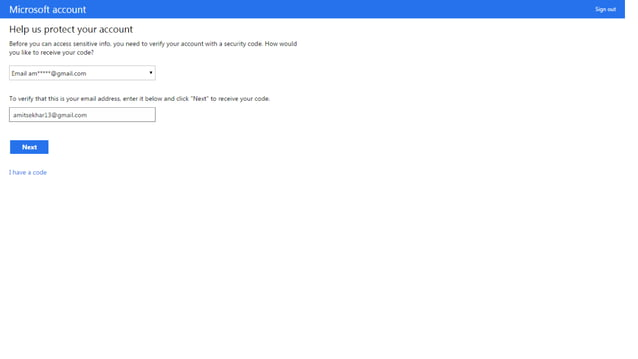 Microsoft account
Sign out
Help us protect your account
Before you can access sensitive info, you need to verify your account with a security code. How would
you like to receive your code?
Email am*****@gmail.com
To verify that this is your email address, enter it below and click "Next" to receive your code.
amitsekhar13@gmail.com
Next
I have a code